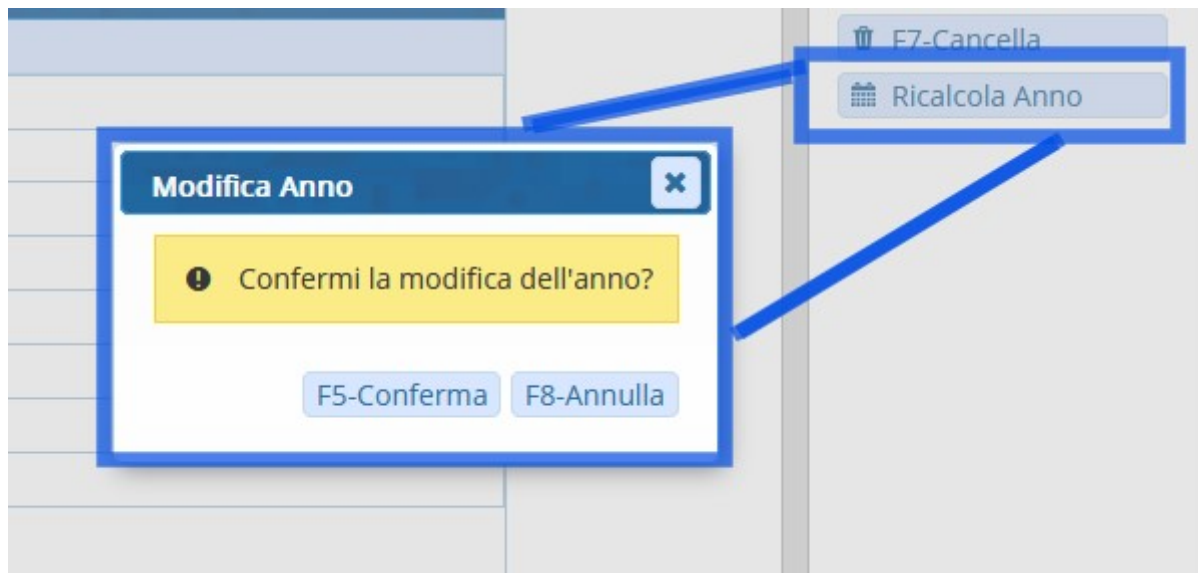 F7-Cancella
Ricalcola Anno
Modifica Anno
Confermi la modifica dell'anno?
F5-Conferma F8-Annulla